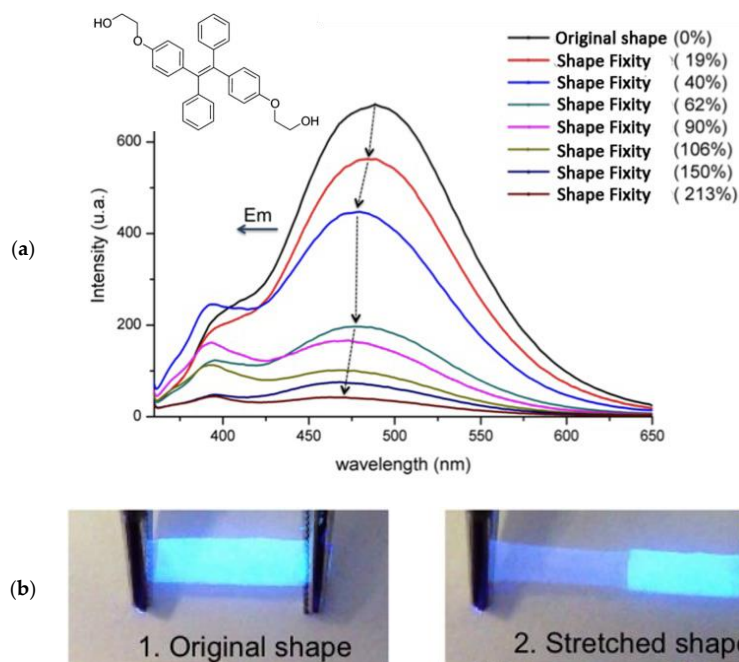 (a)
HO
O
O
OH
Original shape (0%)
Shape Fixity ( 19%)
Shape Fixity ( 40%)
Shape Fixity ( 62%)
Shape Fixity ( 90%)
Shape Fixity (106%)
Shape Fixity (150%)
Shape Fixity ( 213%)
Em
Intensity (u.a.)
600
400
200
0
400
450
500
550
600
650
wavelength (nm)
(b)
1. Original shape
2. Stretched shape